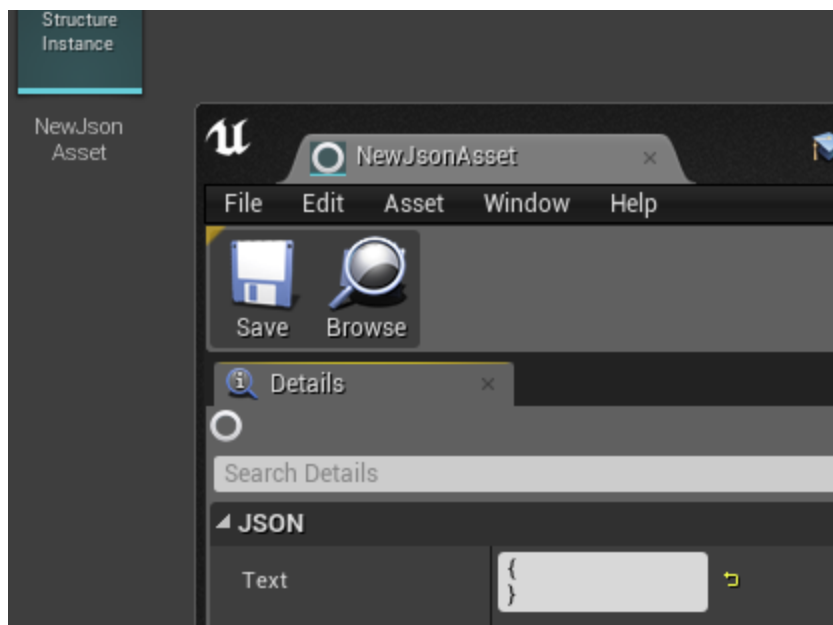 Structure
Instance
NewJson
Asset
NewJsonAsset
File Edit Asset Window Help
Save Browse
Details
Search Details
JSON
Text {
}